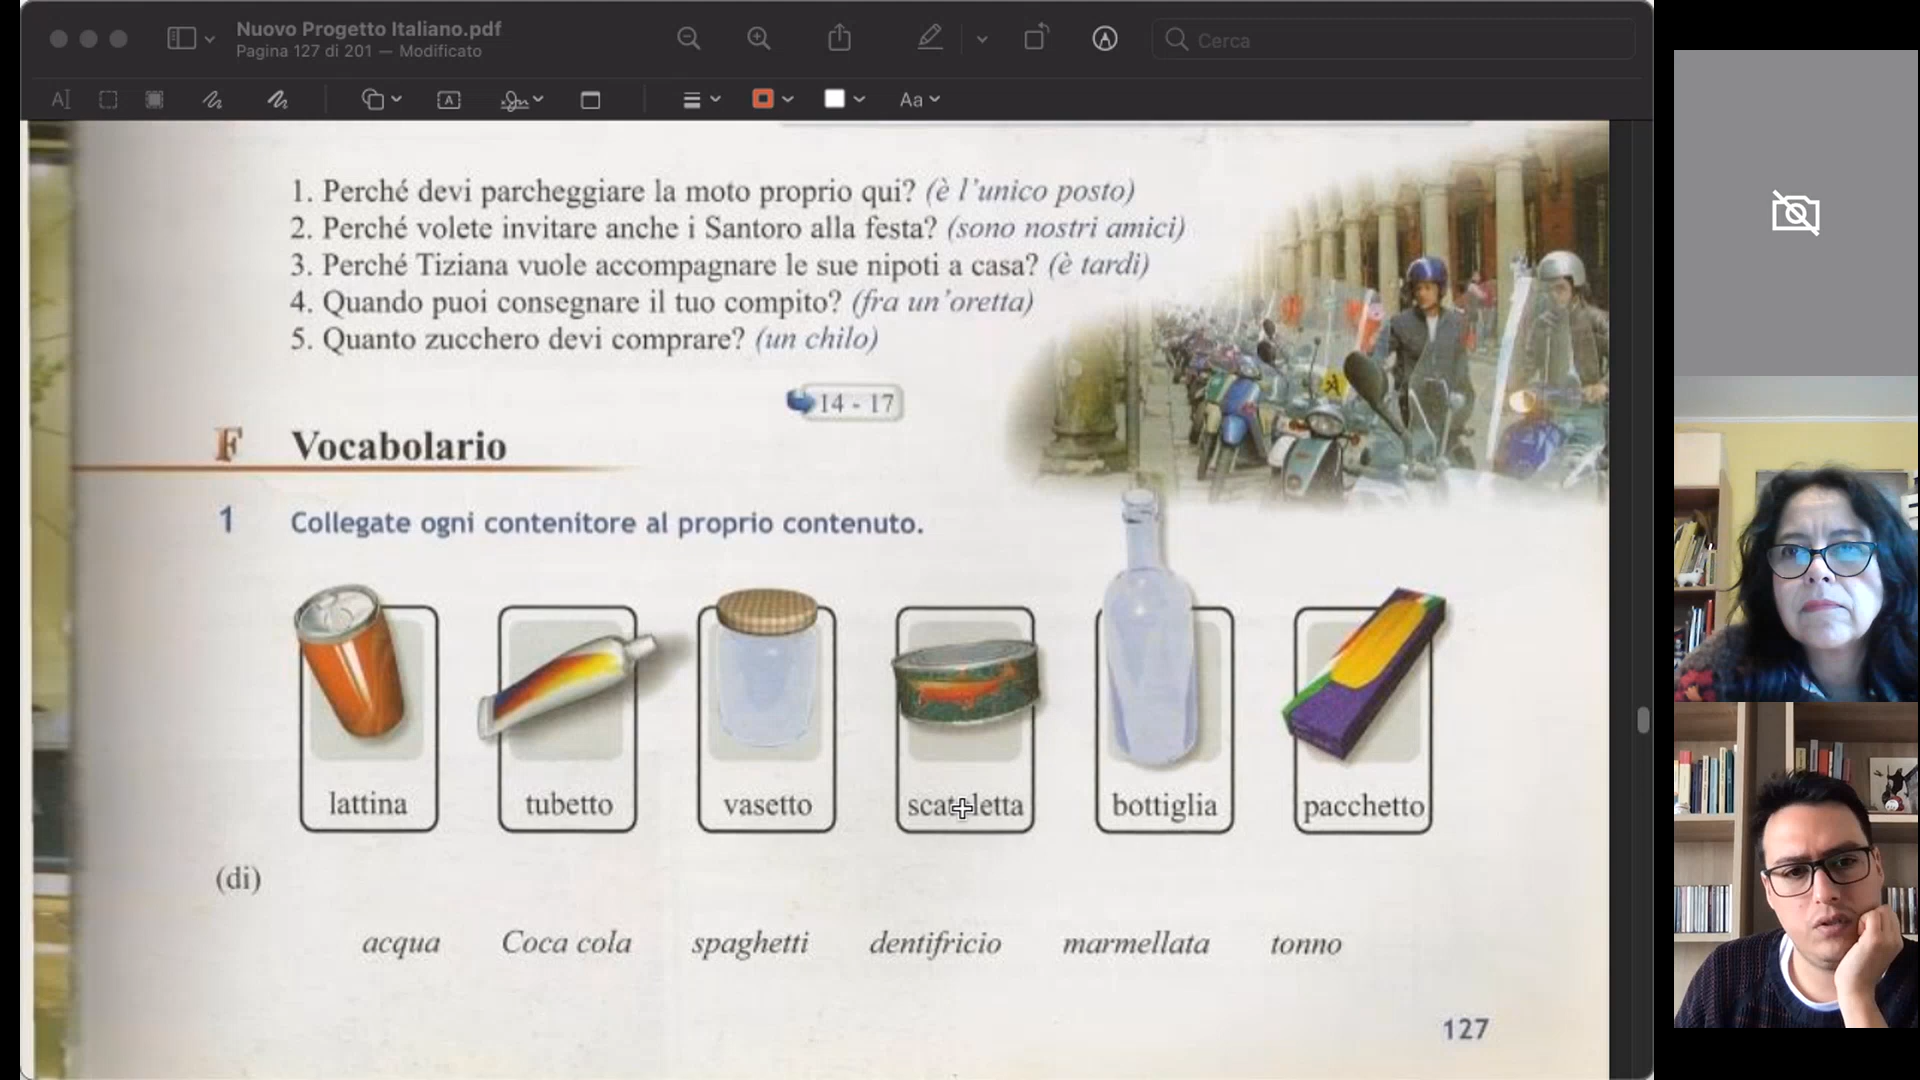 Nuovo Progetto Italiano.pdf
Pagina 127 di 201 — Modificato
Cerca
Aa
1. Perché devi parcheggiare la moto proprio qui? (è l'unico posto)
2. Perché volete invitare anche i Santoro alla festa? (sono nostri amici)
3. Perché Tiziana vuole accompagnare le sue nipoti a casa? (è tardi)
4. Quando puoi consegnare il tuo compito? (fra un'oretta)
5. Quanto zucchero devi comprare? (un chilo)
14 - 17
F Vocabolario
1 Collegate ogni contenitore al proprio contenuto.
lattina tubetto vasetto scatoletta bottiglia pacchetto
(di)
acqua Coca cola spaghetti dentifricio marmellata tonno
127